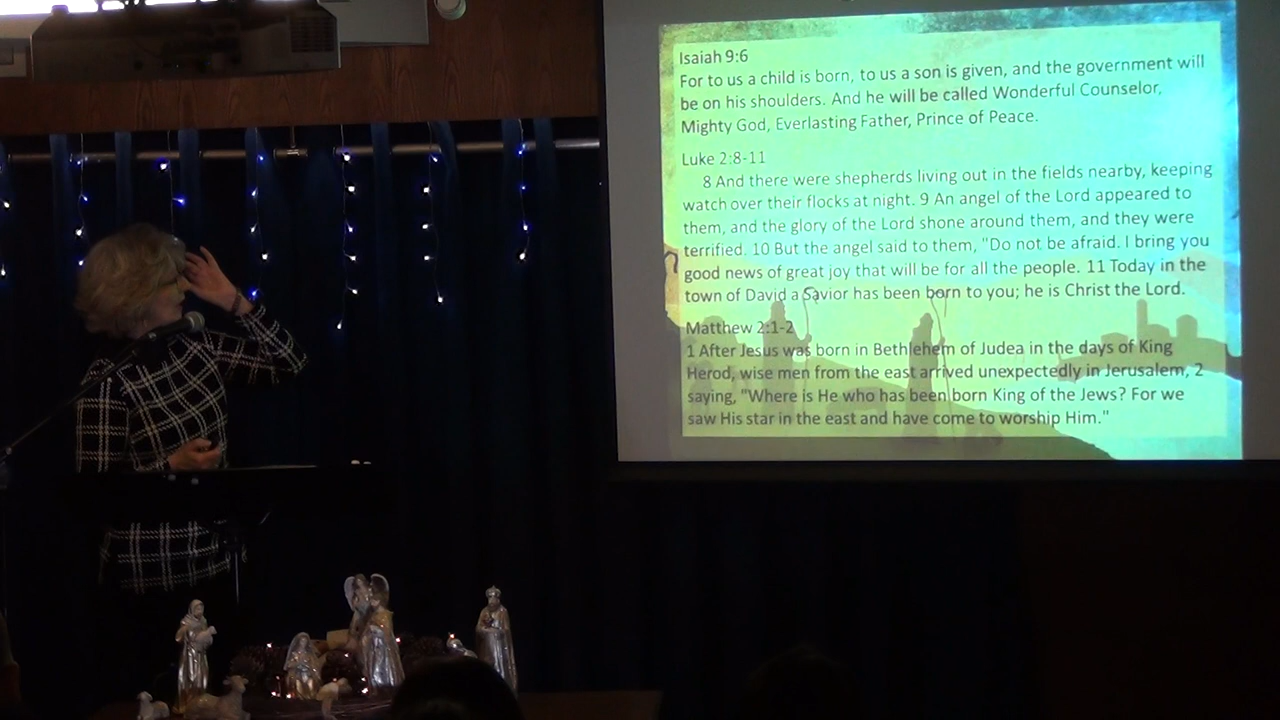 Isaiah 9:6
For to us a child is born, to us a son is given, and the government will
be on his shoulders. And he will be called Wonderful Counselor,
Mighty God, Everlasting Father, Prince of Peace.
Luke 2:8-11
8 And there were shepherds living out in the fields nearby, keeping
watch over their flocks at night. 9 An angel of the Lord appeared to
them, and the glory of the Lord shone around them, and they were
terrified. 10 But the angel said to them, "Do not be afraid. I bring you
good news of great joy that will be for all the people. 11 Today in the
town of David a Savior has been born to you; he is Christ the Lord.
Matthew 2:1-2
1 After Jesus was born in Bethlehem of Judea in the days of King
Herod, wise men from the east arrived unexpectedly in Jerusalem, 2
saying, "Where is He who has been born King of the Jews? For we
saw His star in the east and have come to worship Him."